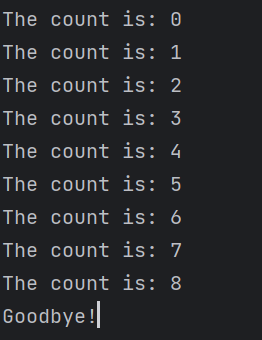 The count is: 0
The count is: 1
The count is: 2
The count is: 3
The count is: 4
The count is: 5
The count is: 6
The count is: 7
The count is: 8
Goodbye!